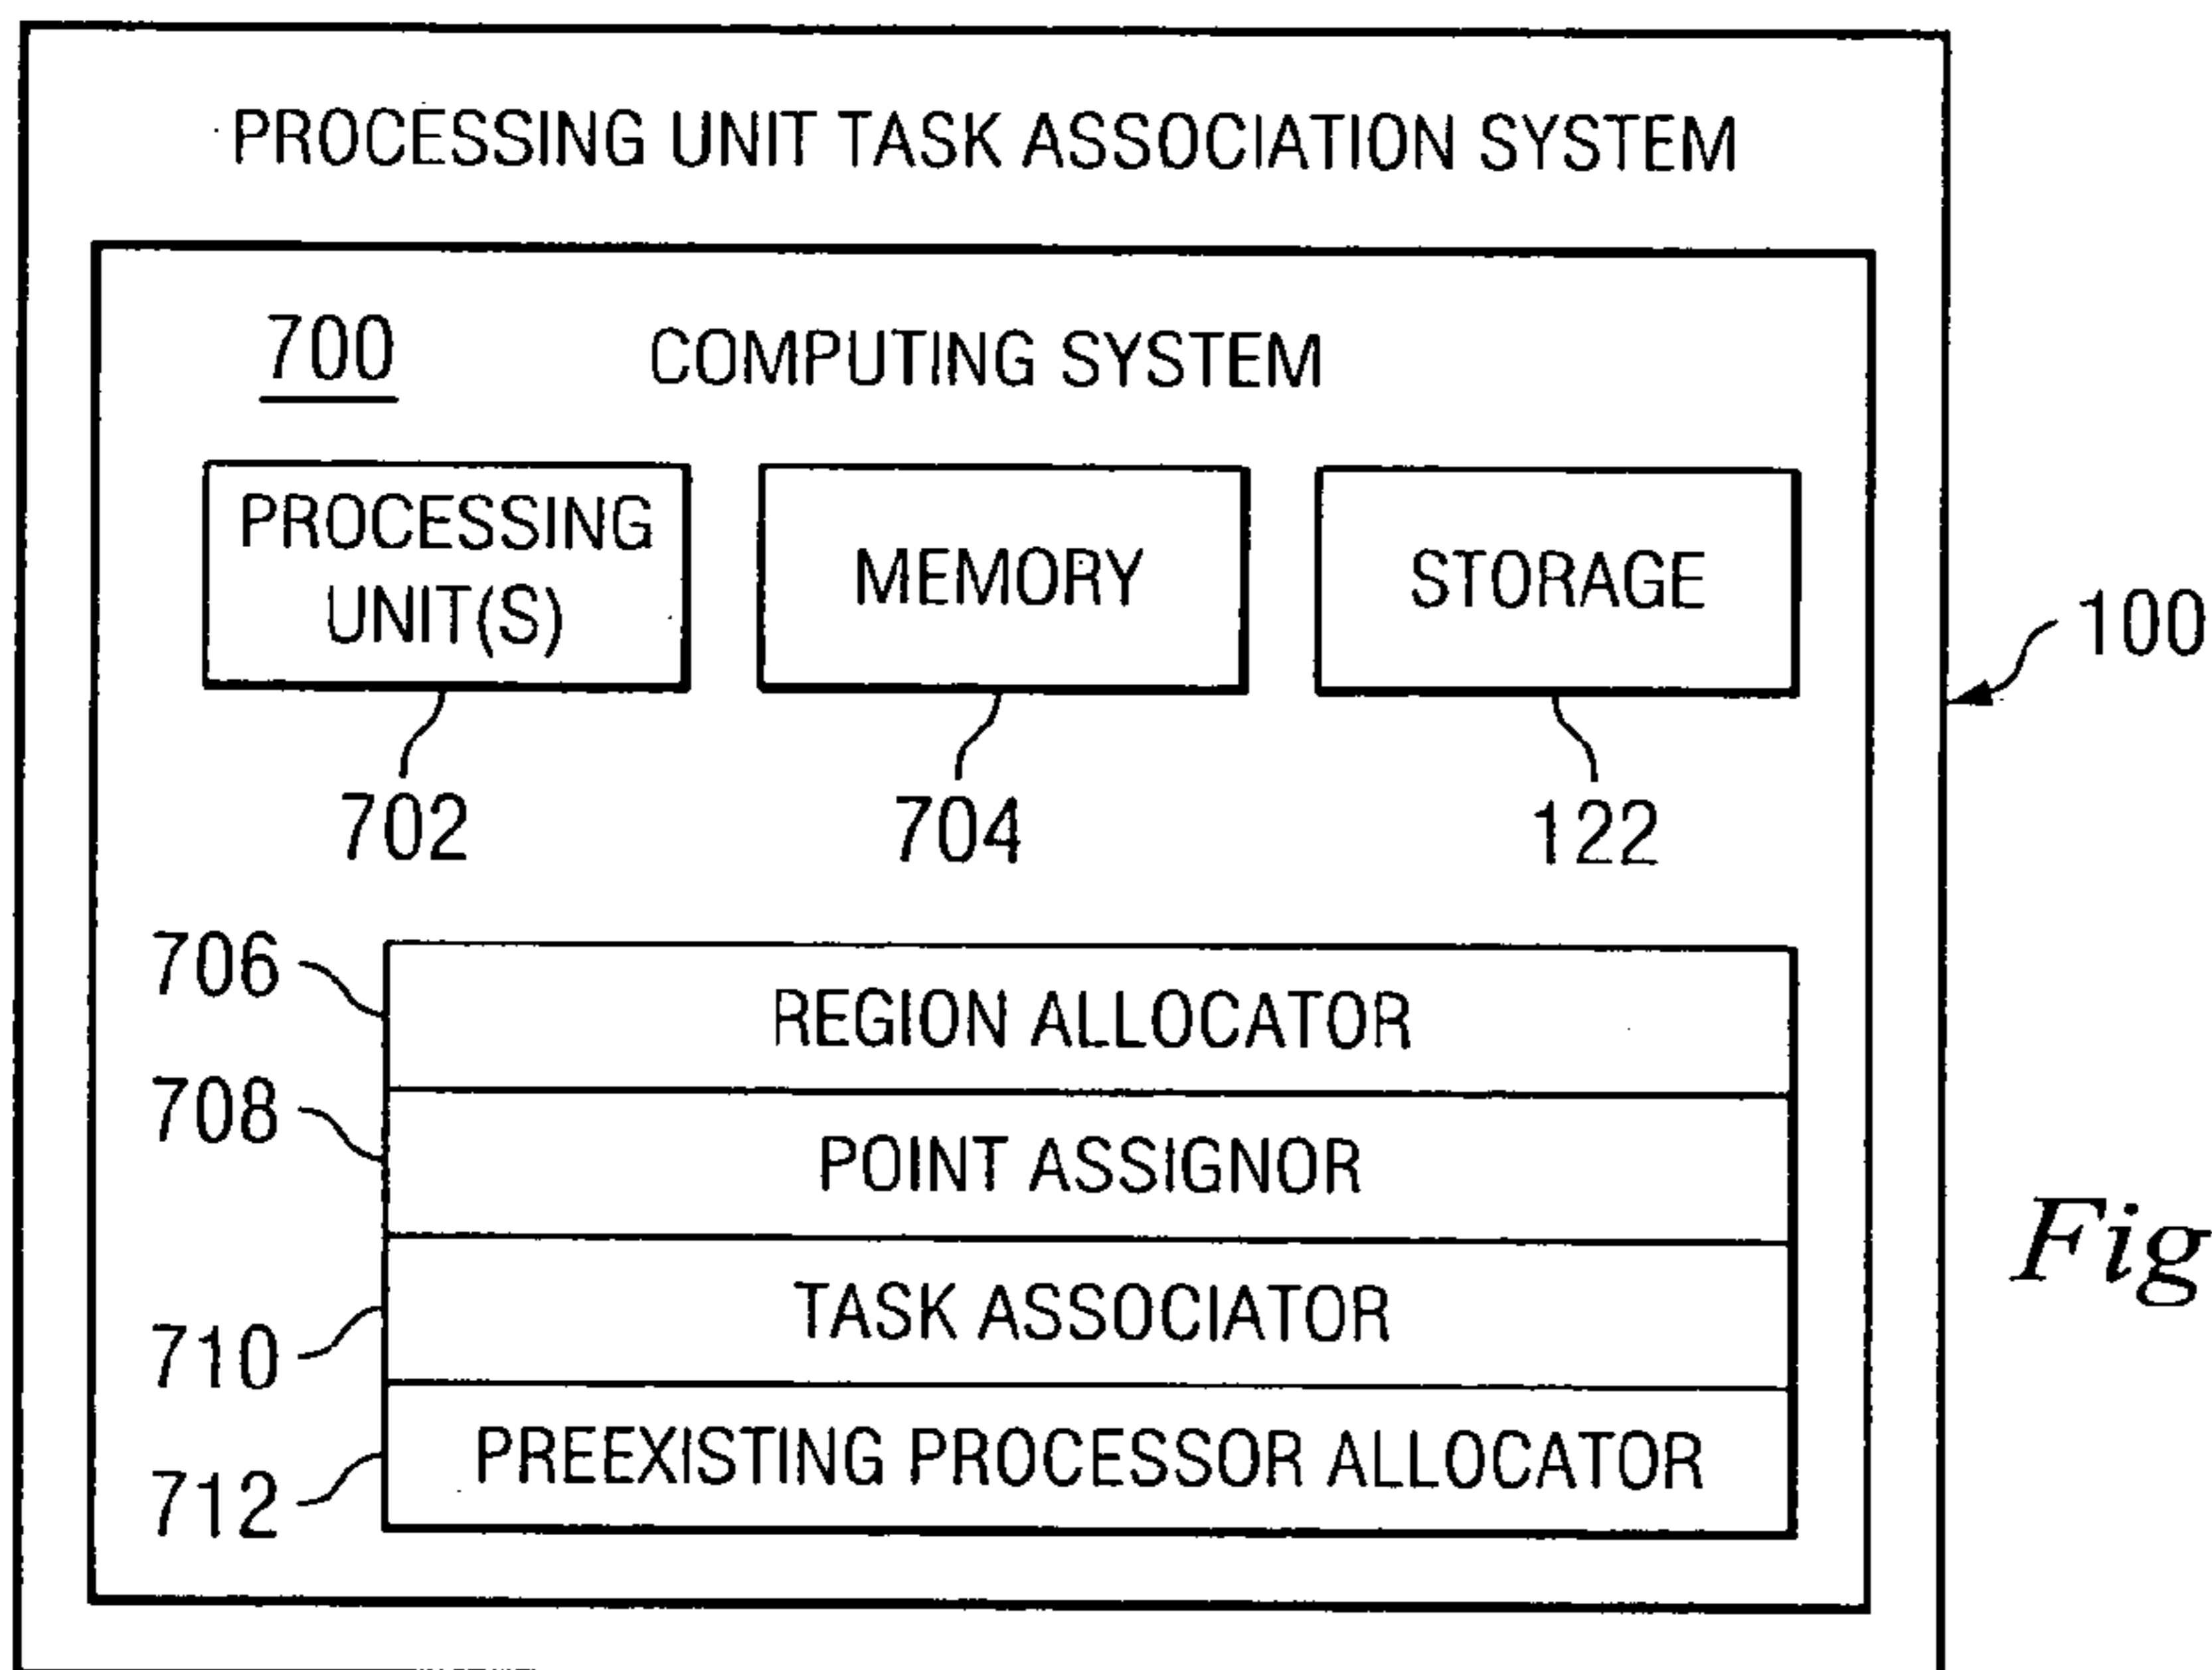 PROCESSING UNIT TASK ASSOCIATION SYSTEM
700
COMPUTING SYSTEM
PROCESSING
UNIT(S)
MEMORY
STORAGE
100
702
704
122
706
REGION ALLOCATOR
708
POINT ASSIGNOR
Fig
TASK ASSOCIATOR
710
PREEXISTING PROCESSOR ALLOCATOR
712